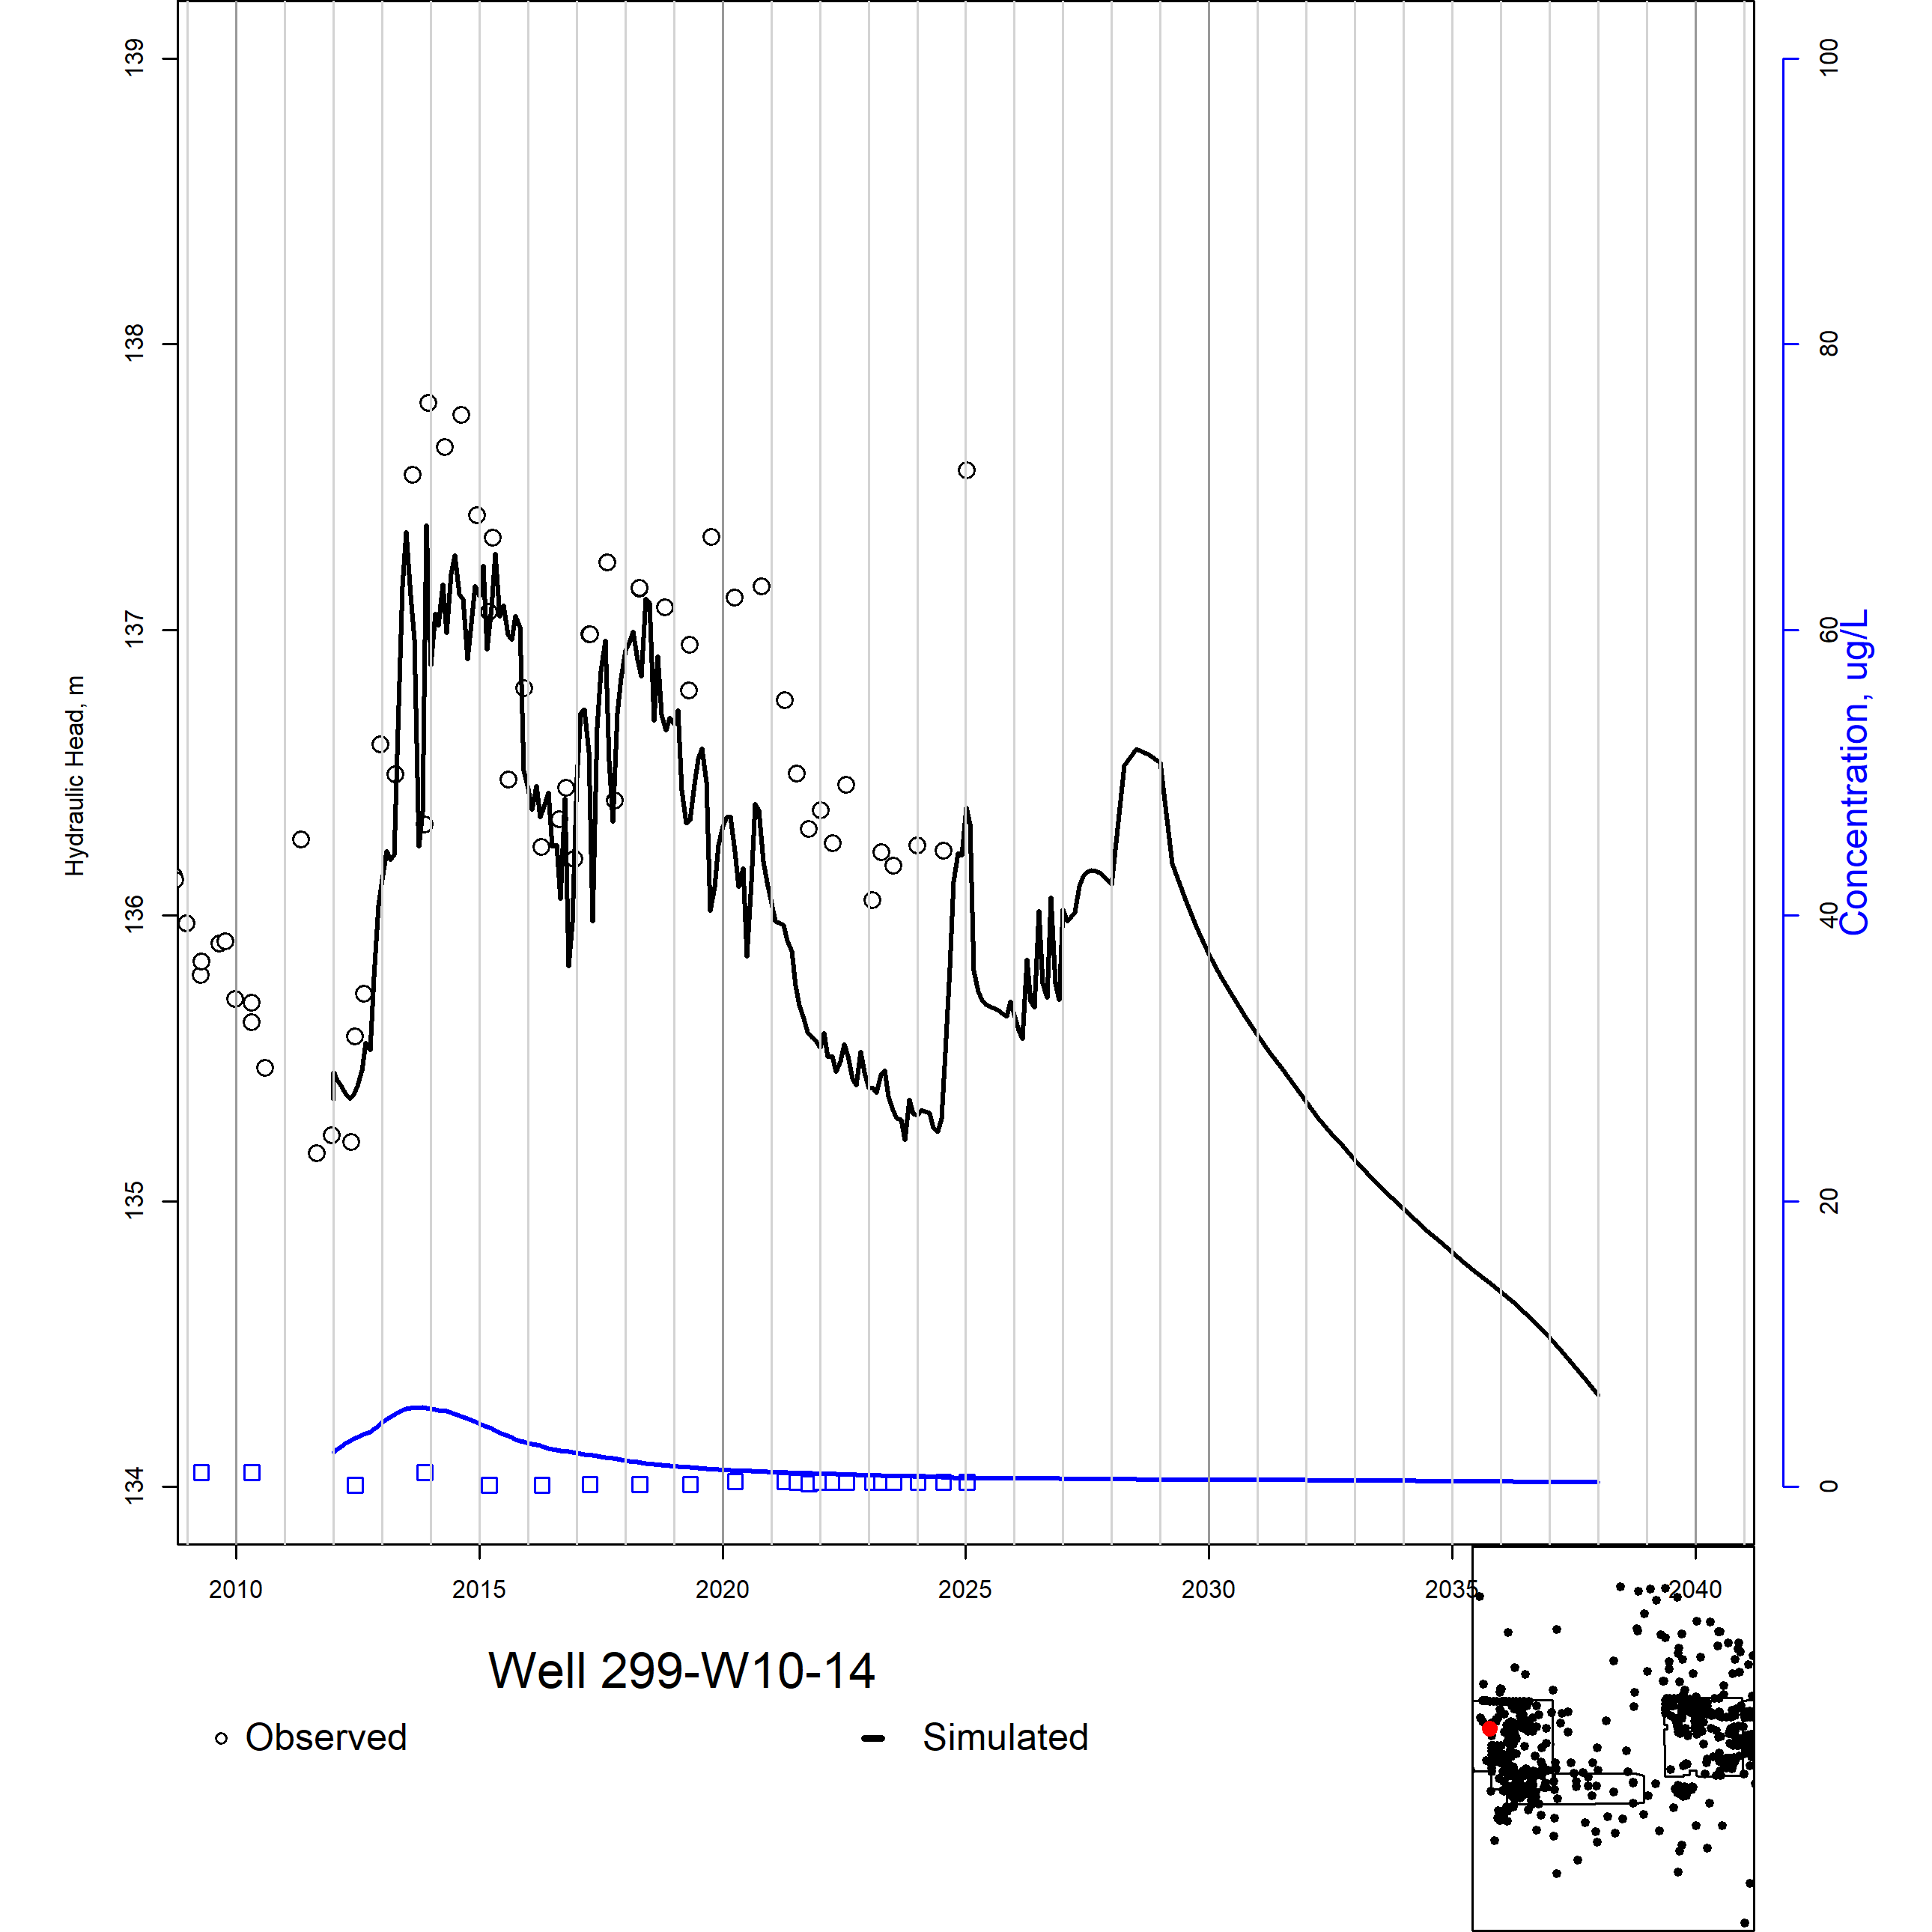 139
138
137
136
135
134
Hydraulic Head, m
100
80
60
40
20
0
Concentration, ug/L
2010 2015 2020 2025 2030 2035 2040
Well 299-W10-14
Observed Simulated